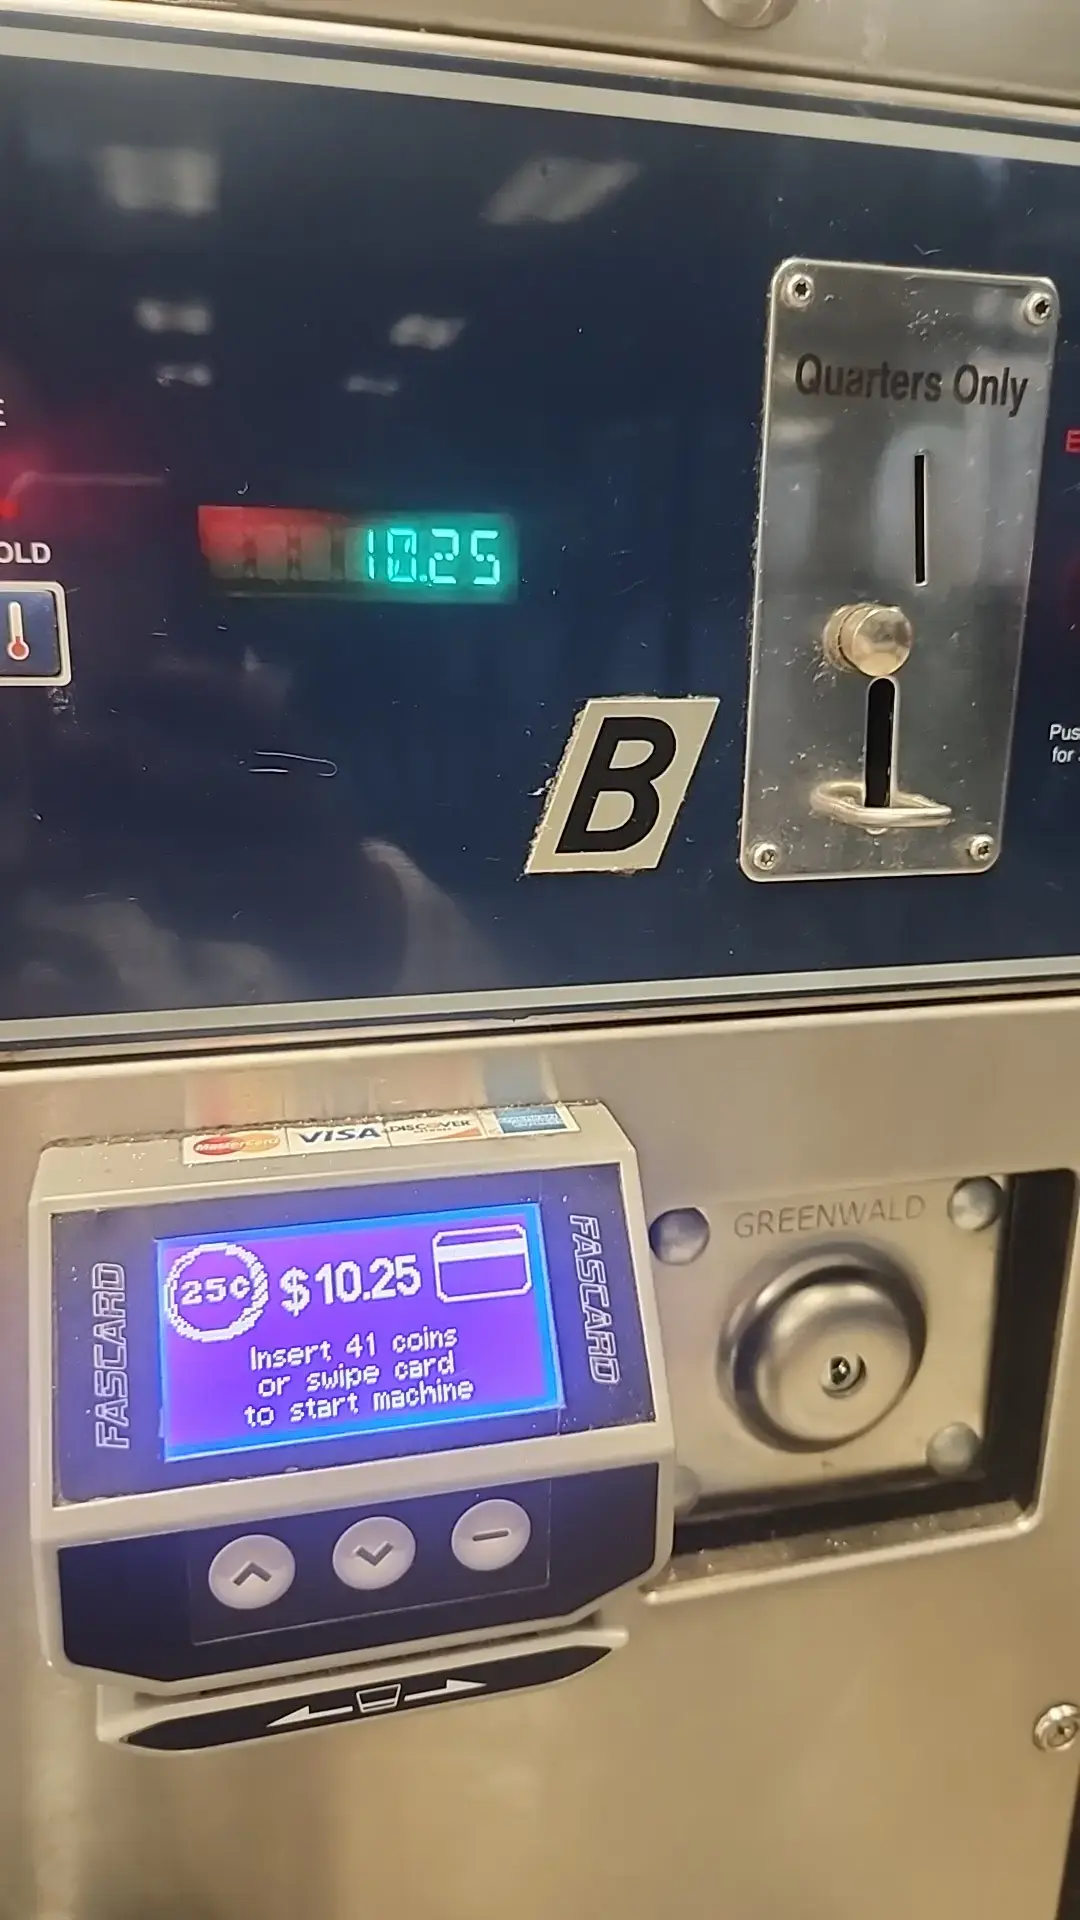 Quarters Only
OLD
10.25
B
Pus
for
MasterCard
VISA
DISCOVER
FASCARD
25¢
$10.25
Insert 41 coins
or swipe card
to start machine
FASCARD
GREENWALD